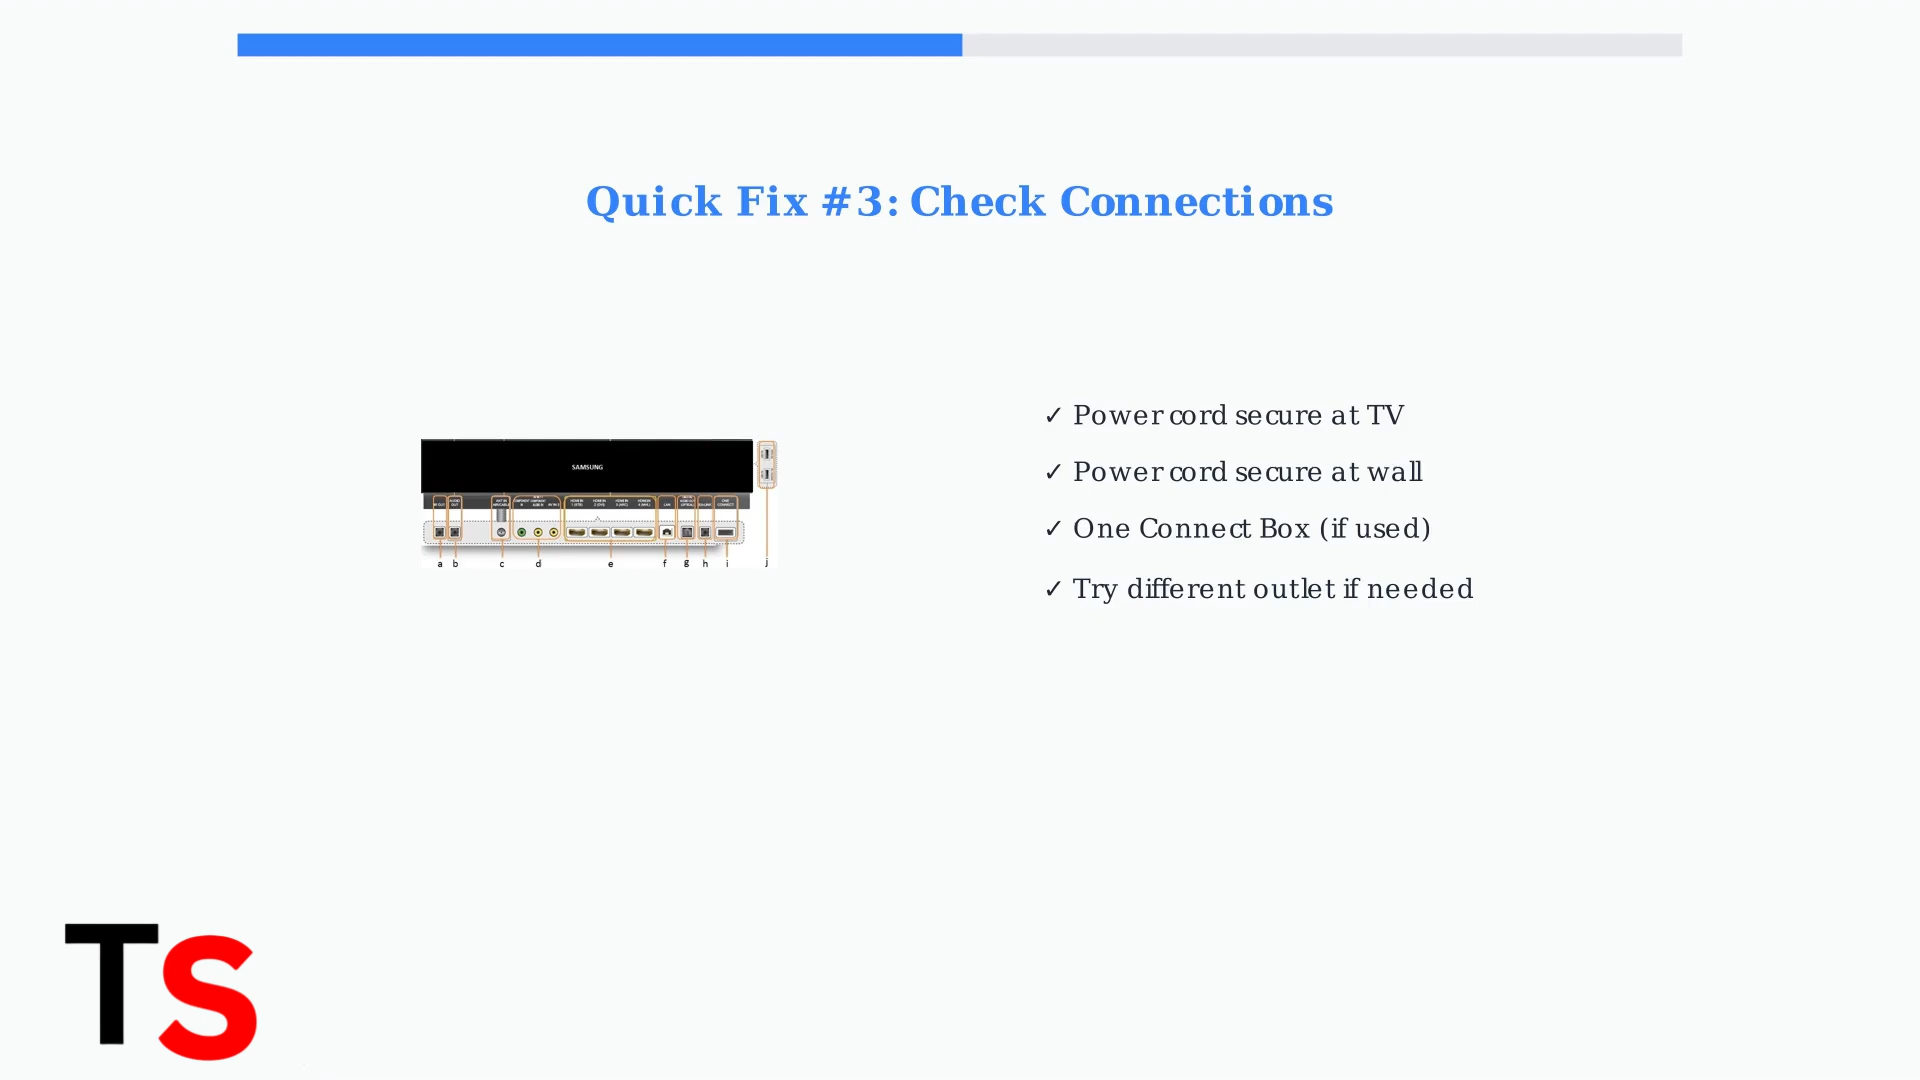 Quick Fix #3: Check Connections
✓ Power cord secure at TV
✓ Power cord secure at wall
✓ One Connect Box (if used)
✓ Try different outlet if needed
SAMSUNG
a b c d e f g h i j
TS